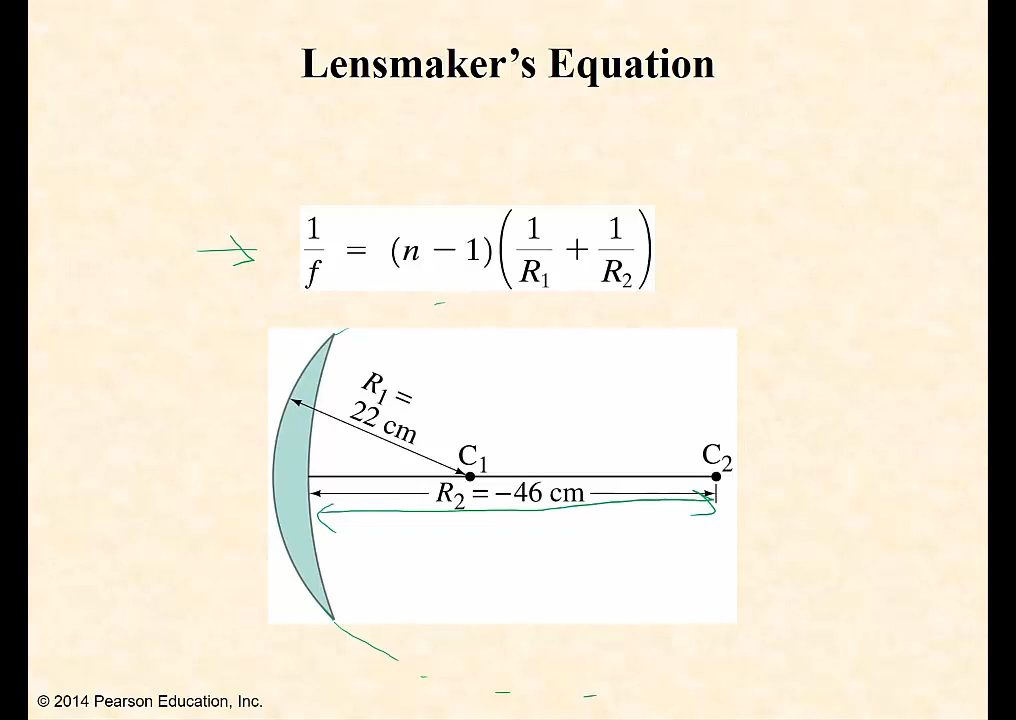 Lensmaker’s Equation
1/f = (n − 1)(1/R₁ + 1/R₂)
R₁ =
22 cm
C₁
C₂
R₂ = −46 cm
© 2014 Pearson Education, Inc.